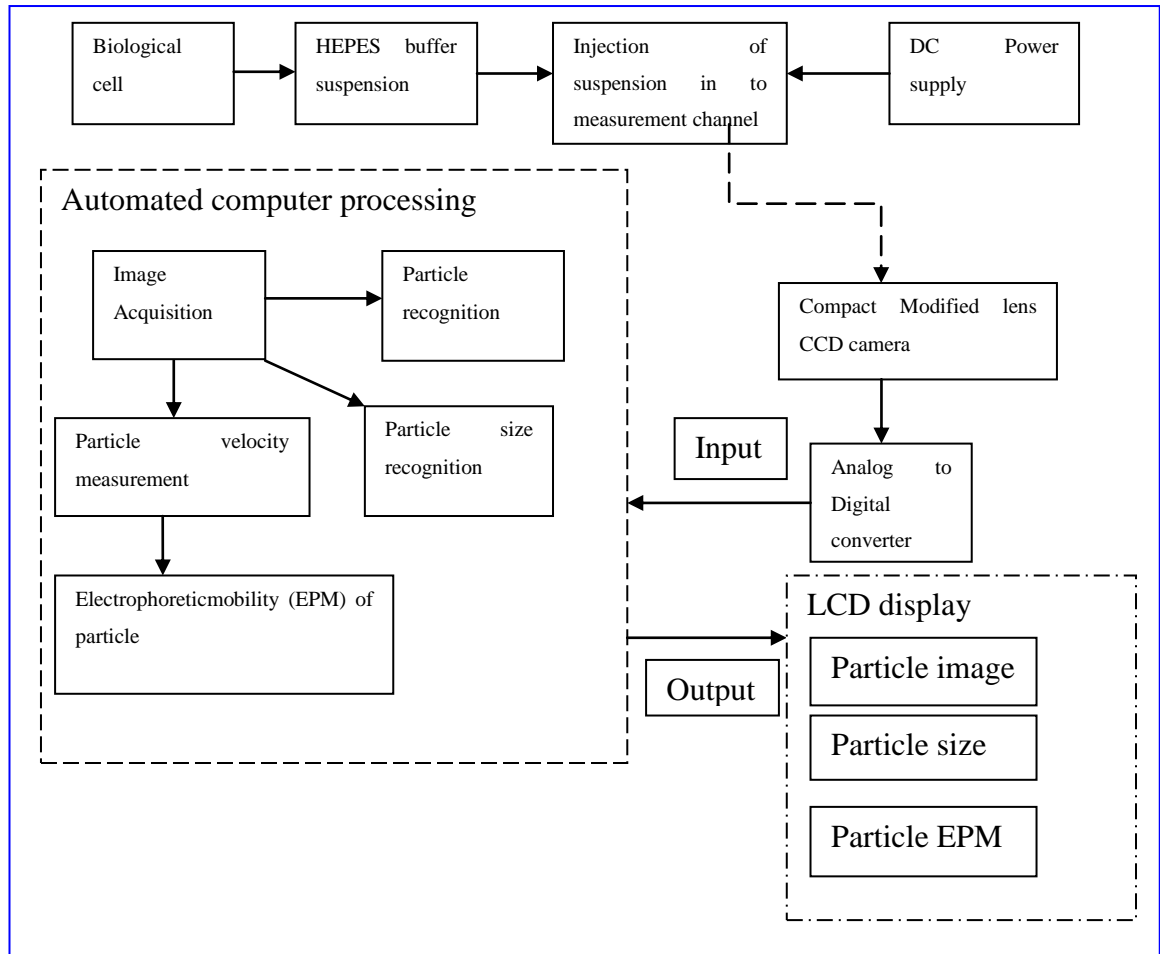 Biological
cell
HEPES buffer
suspension
Injection of
suspension in to
measurement channel
DC Power
supply
Automated computer processing
Image
Acquisition
Particle
recognition
Compact Modified lens
CCD camera
Particle velocity
measurement
Particle size
recognition
Input
Analog to
Digital
converter
Electrophoreticmobility (EPM) of
particle
Output
LCD display
Particle image
Particle size
Particle EPM